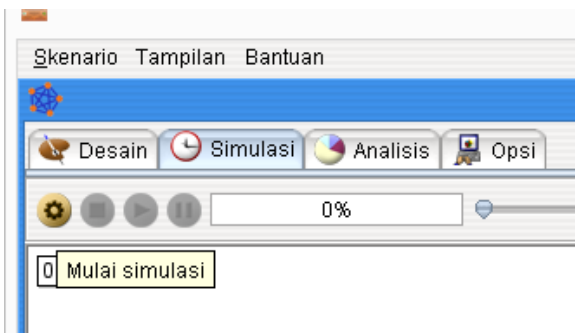 Skenario Tampilan Bantuan
Desain Simulasi Analisis Opsi
0%
0 Mulai simulasi